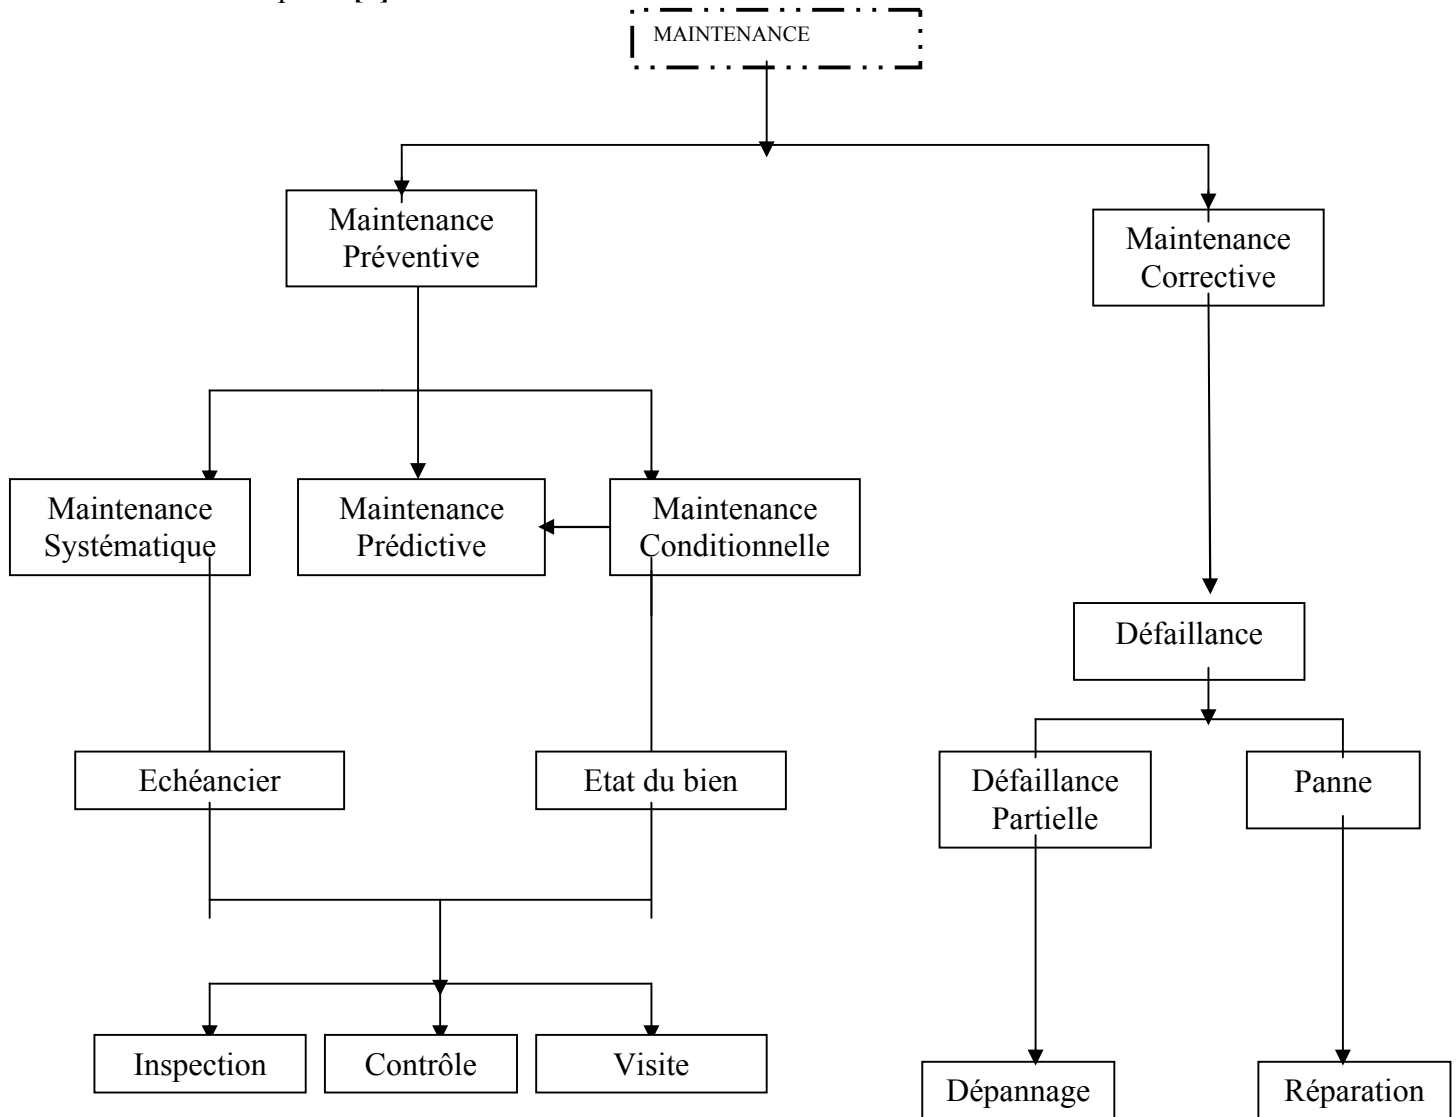 MAINTENANCE
Maintenance
Préventive
Maintenance
Corrective
Maintenance
Systématique
Maintenance
Prédictive
Maintenance
Conditionnelle
Défaillance
Echéancier
Etat du bien
Défaillance
Partielle
Panne
Inspection
Contrôle
Visite
Dépannage
Réparation